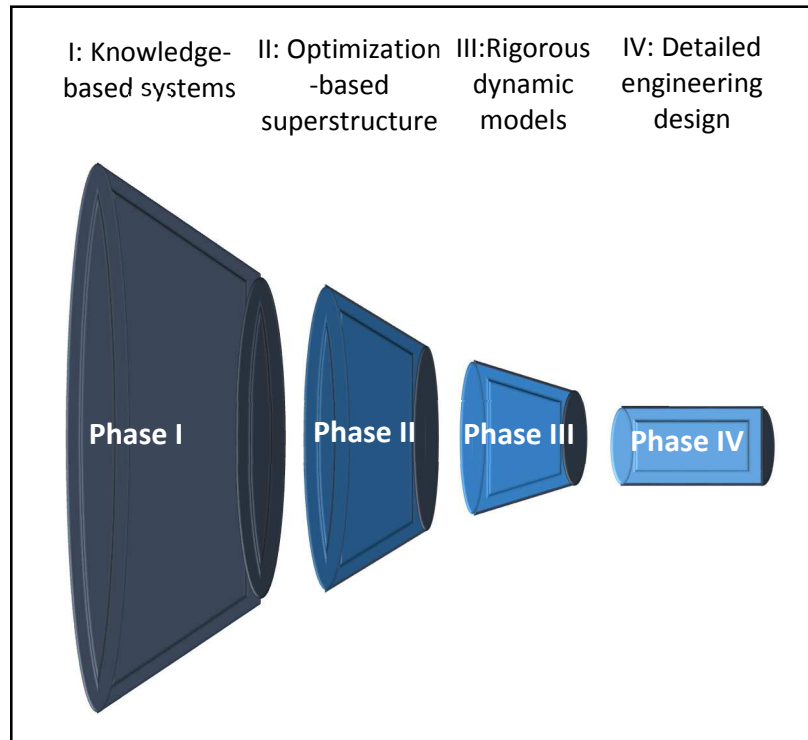 I: Knowledge-
based systems
II: Optimization
-based
superstructure
III:Rigorous
dynamic
models
IV: Detailed
engineering
design
Phase I
Phase II
Phase III
Phase IV